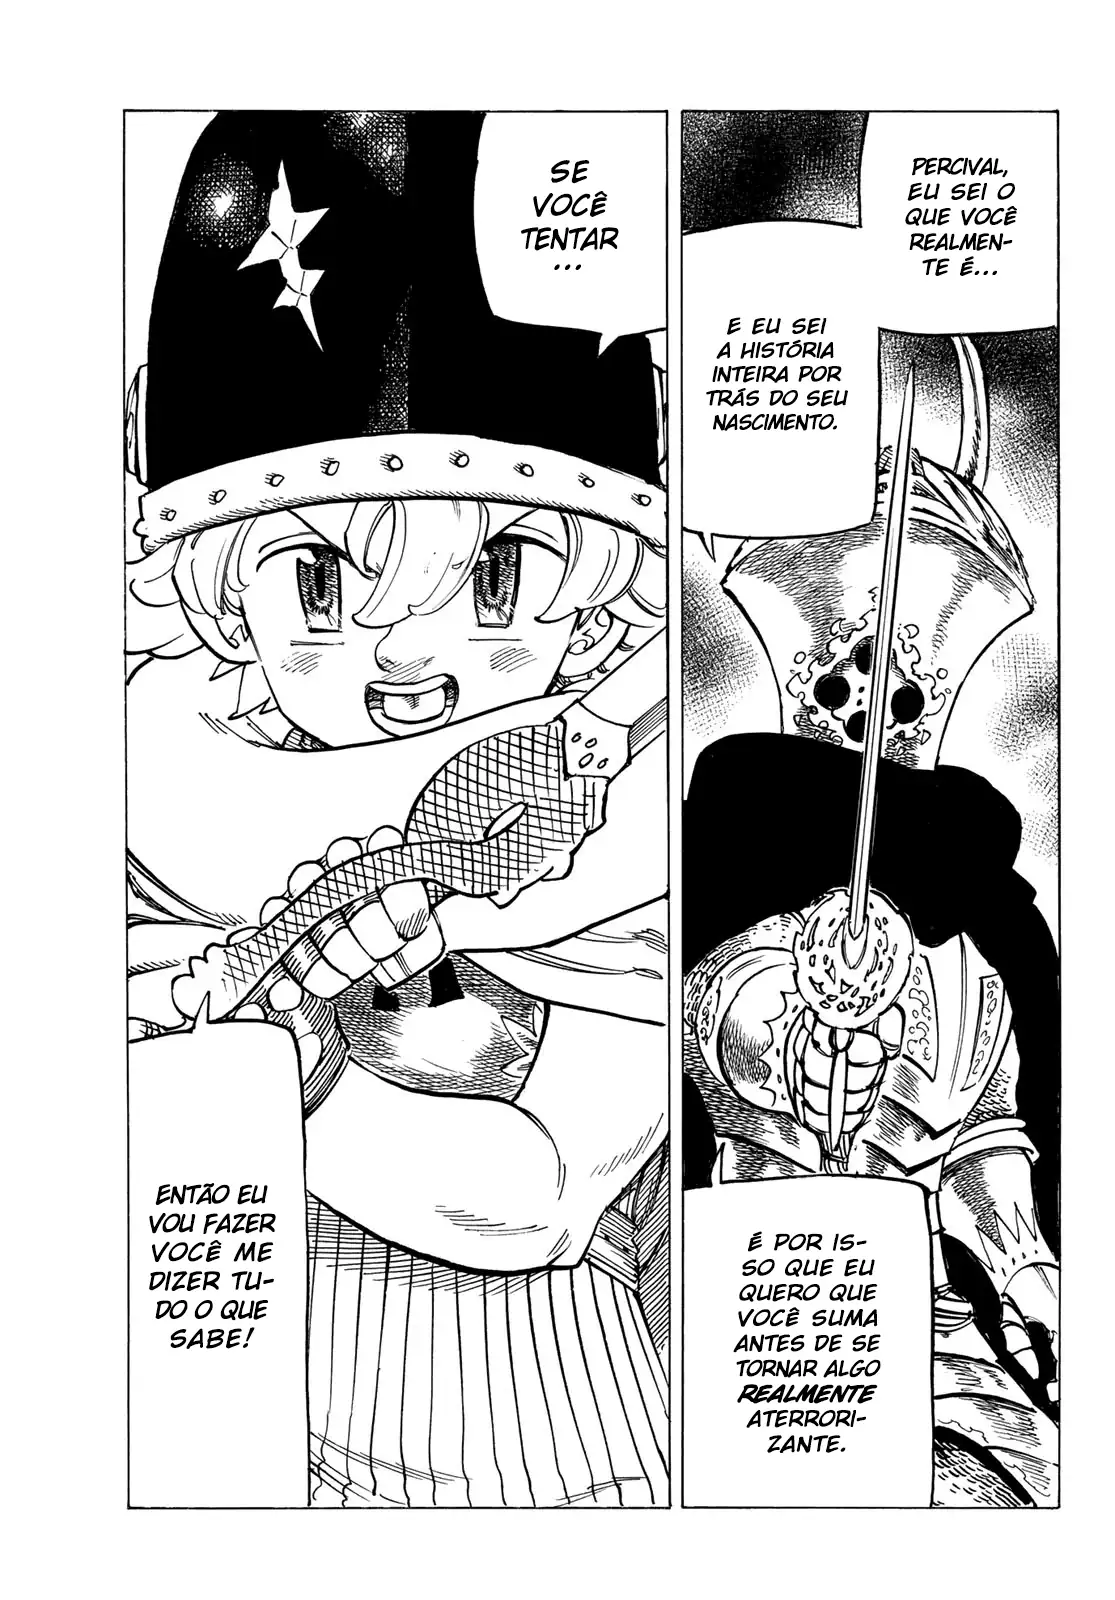 PERCIVAL,
EU SEI O
QUE VOCÊ
REALMEN-
TE É...
E EU SEI
A HISTÓRIA
INTEIRA POR
TRÁS DO SEU
NASCIMENTO.
É POR IS-
SO QUE EU
QUERO QUE
VOCÊ SUMA
ANTES DE SE
TORNAR ALGO
REALMENTE
ATERRORI-
ZANTE.
SE
VOCÊ
TENTAR
...
ENTÃO EU
VOU FAZER
VOCÊ ME
DIZER TU-
DO O QUE
SABE!